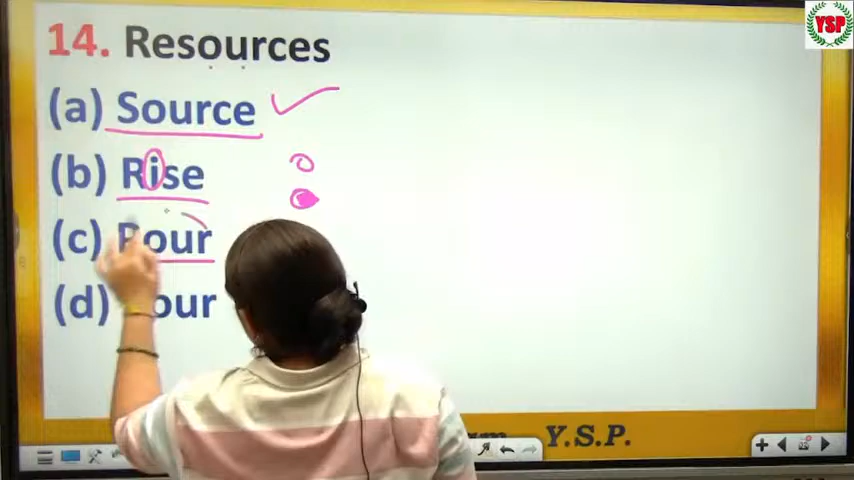 YSP
14. Resources
(a) Source
(b) Rise
(c) Pour
(d) our
Y.S.P.